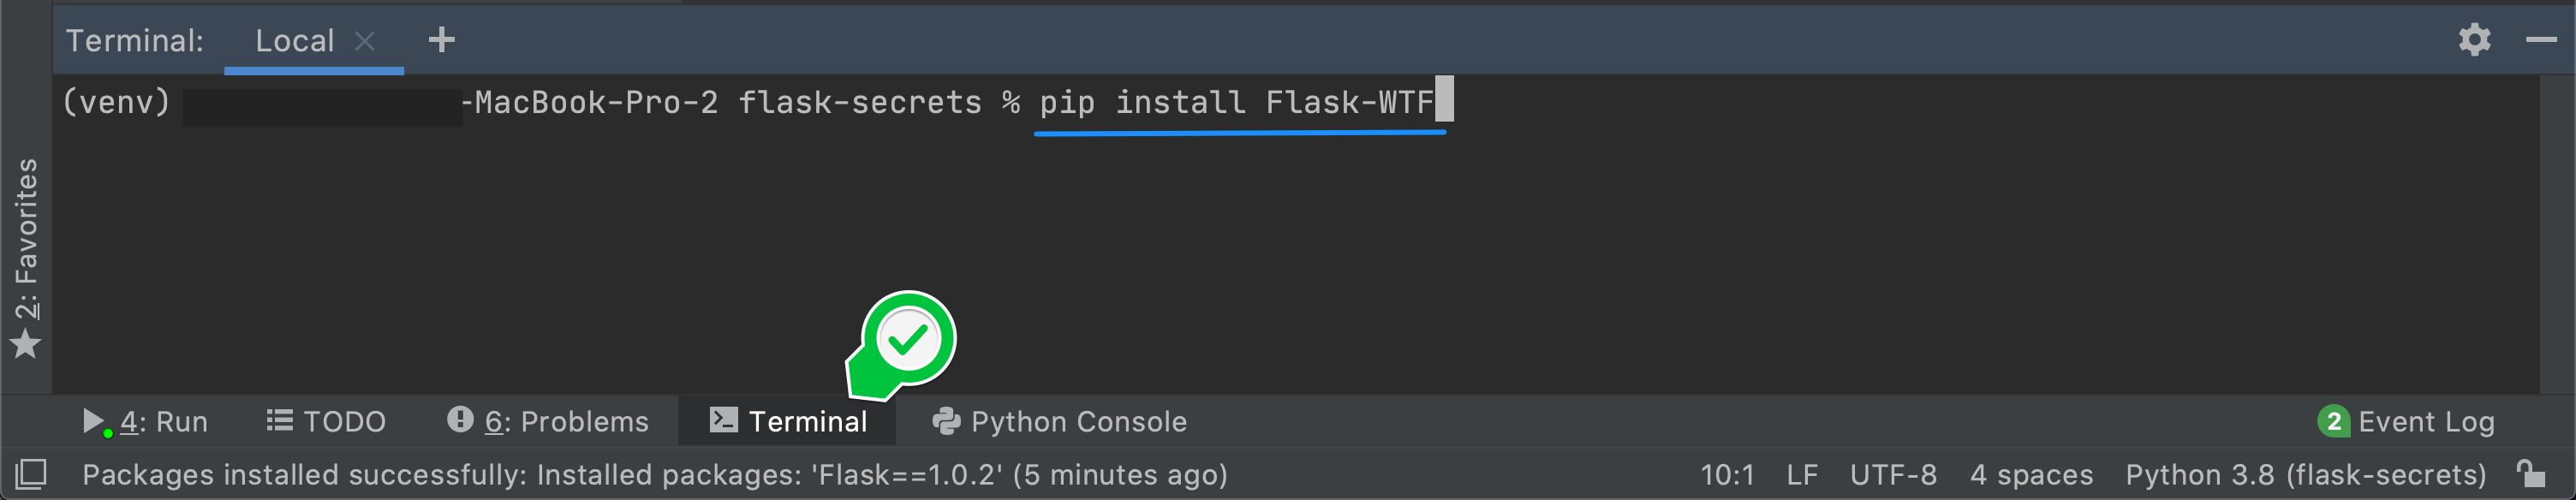 Terminal: Local × +
(venv) -MacBook-Pro-2 flask-secrets % pip install Flask-WTF
2: Favorites
4: Run TODO 6: Problems Terminal Python Console 2 Event Log
Packages installed successfully: Installed packages: 'Flask==1.0.2' (5 minutes ago) 10:1 LF UTF-8 4 spaces Python 3.8 (flask-secrets)